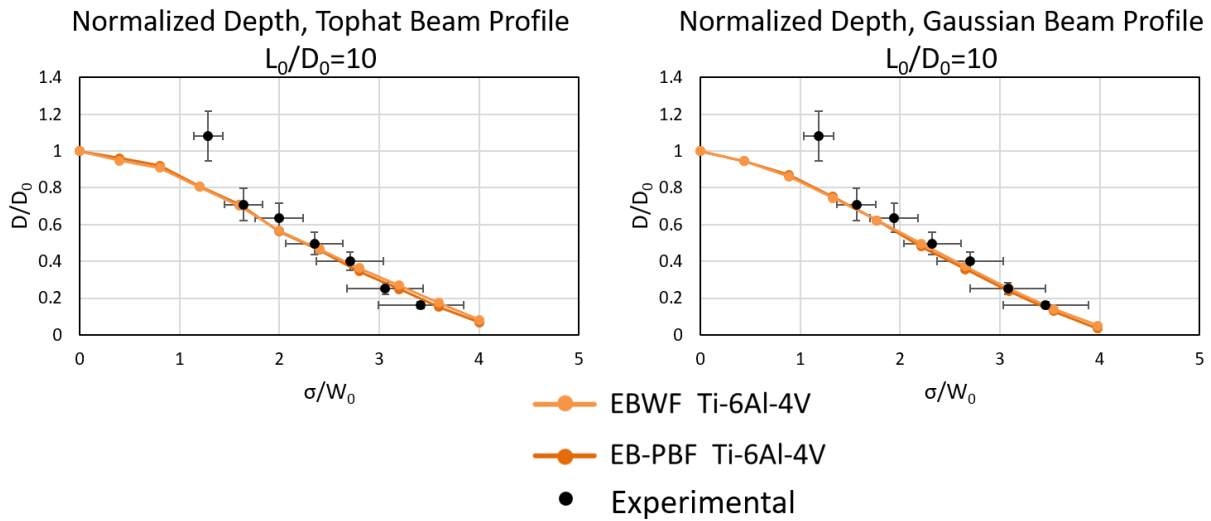 Normalized Depth, Tophat Beam Profile
L₀/D₀=10
1.4
1.2
1
0.8
0.6
0.4
0.2
0
D/D₀
0 1 2 3 4 5
σ/W₀
Normalized Depth, Gaussian Beam Profile
L₀/D₀=10
1.4
1.2
1
0.8
0.6
0.4
0.2
0
D/D₀
0 1 2 3 4 5
σ/W₀
EBWF Ti-6Al-4V
EB-PBF Ti-6Al-4V
Experimental